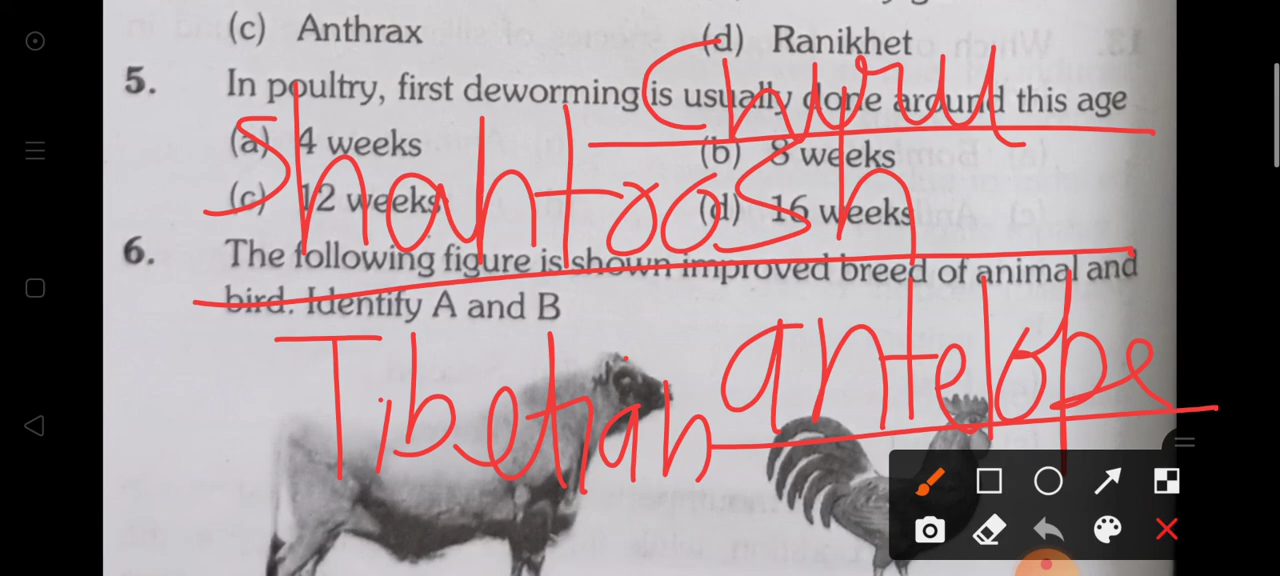 (c) Anthrax (d) Ranikhet
churu
5. In poultry, first deworming is usually done around this age
(a) 4 weeks (b) 8 weeks
shahtoosh
(c) 12 weeks (d) 16 weeks
6. The following figure is shown improved breed of animal and
bird. Identify A and B
Tibetan antelope